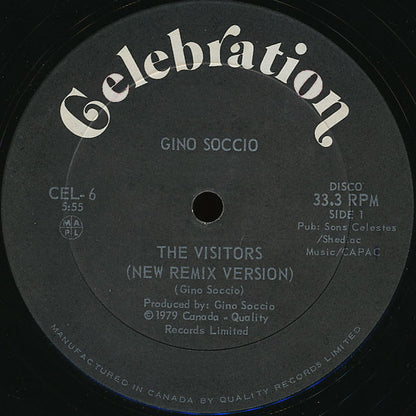 Celebration
GINO SOCCIO
CEL-6
5:55
MAPL
DISCO
33.3 RPM
SIDE 1
Pub: Sons Celestes
/Shediac
Music/CAPAC
THE VISITORS
(NEW REMIX VERSION)
(Gino Soccio)
Produced by: Gino Soccio
© 1979 Canada - Quality
Records Limited
MANUFACTURED IN CANADA BY QUALITY RECORDS LIMITED